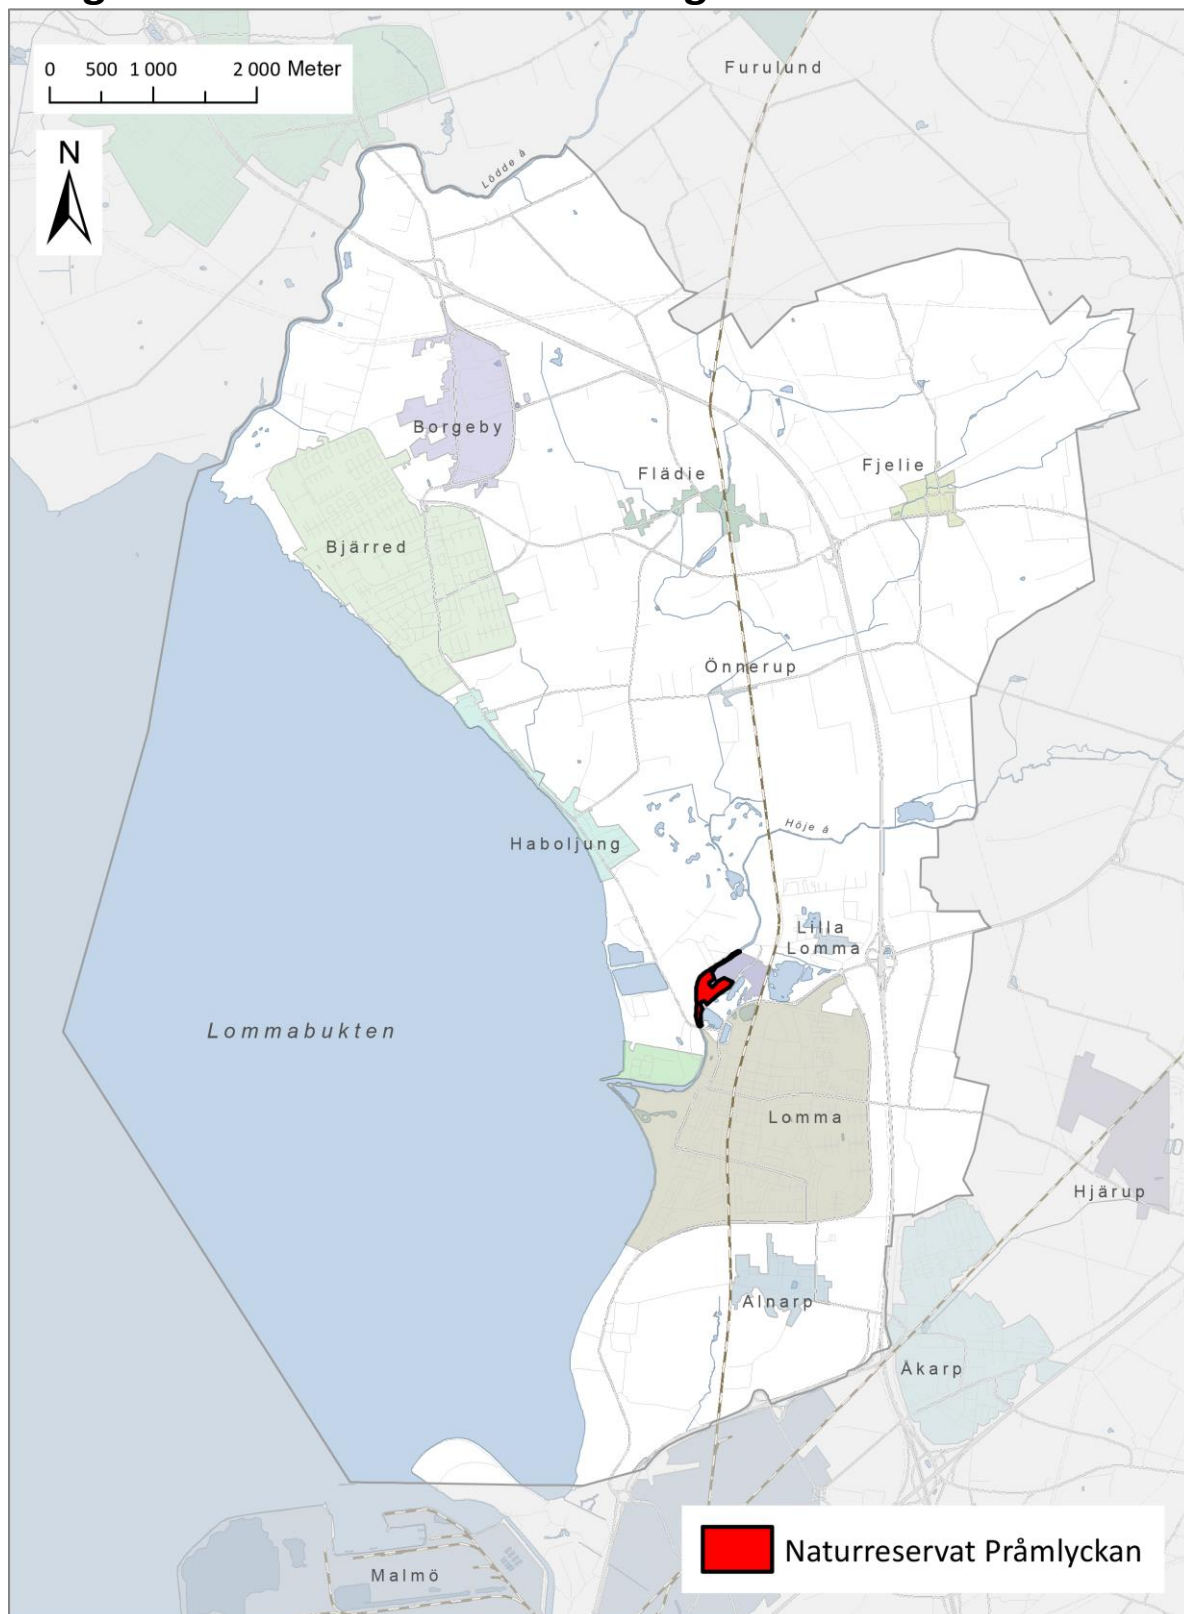 0 500 1 000 2 000 Meter
Furulund
N
Lödde å
Borgeby
Flädie
Fjelie
Bjärred
Önnerup
Höje å
Haboljung
Lilla
Lomma
Lommabukten
Lomma
Hjärup
Alnarp
Åkarp
Naturreservat Pråmlyckan
Malmö